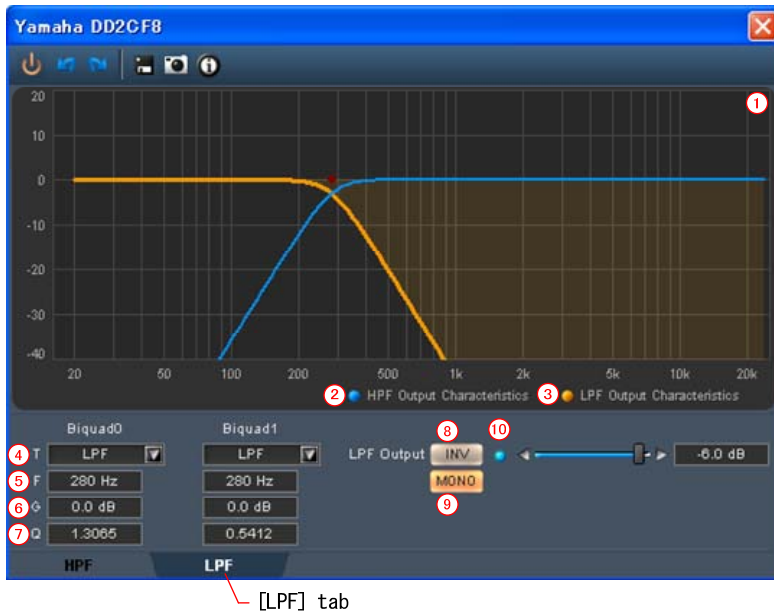 Yamaha DD2CF8
1
20
10
0
-10
-20
-30
-40
20 50 100 200 500 1k 2k 5k 10k 20k
2 HPF Output Characteristics 3 LPF Output Characteristics
Biquad0 Biquad1 8 10
4 T LPF LPF LPF Output INV -6.0 dB
5 F 280 Hz 280 Hz MONO
6 G 0.0 dB 0.0 dB 9
7 Q 1.3065 0.5412
HPF LPF
[LPF] tab